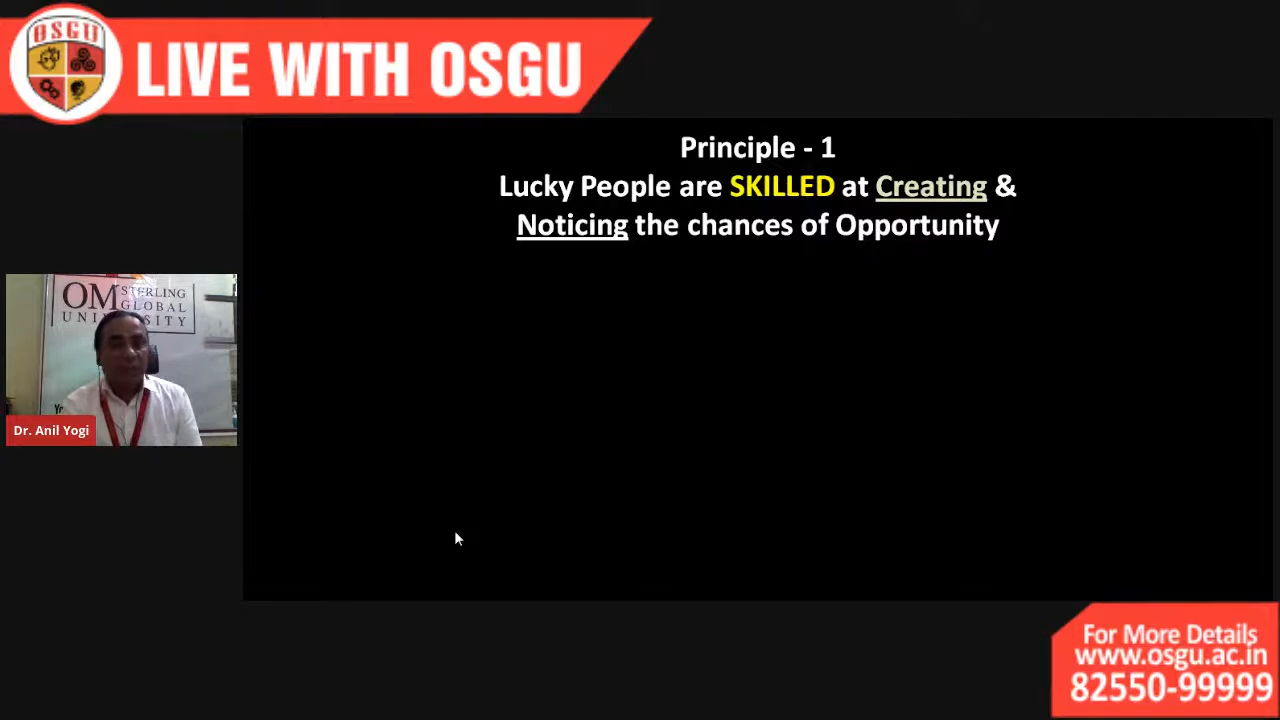 OSGU
LIVE WITH OSGU
Principle - 1
Lucky People are SKILLED at Creating &
Noticing the chances of Opportunity
OM STERLING
GLOBAL
UNIVERSITY
Dr. Anil Yogi
For More Details
www.osgu.ac.in
82550-99999